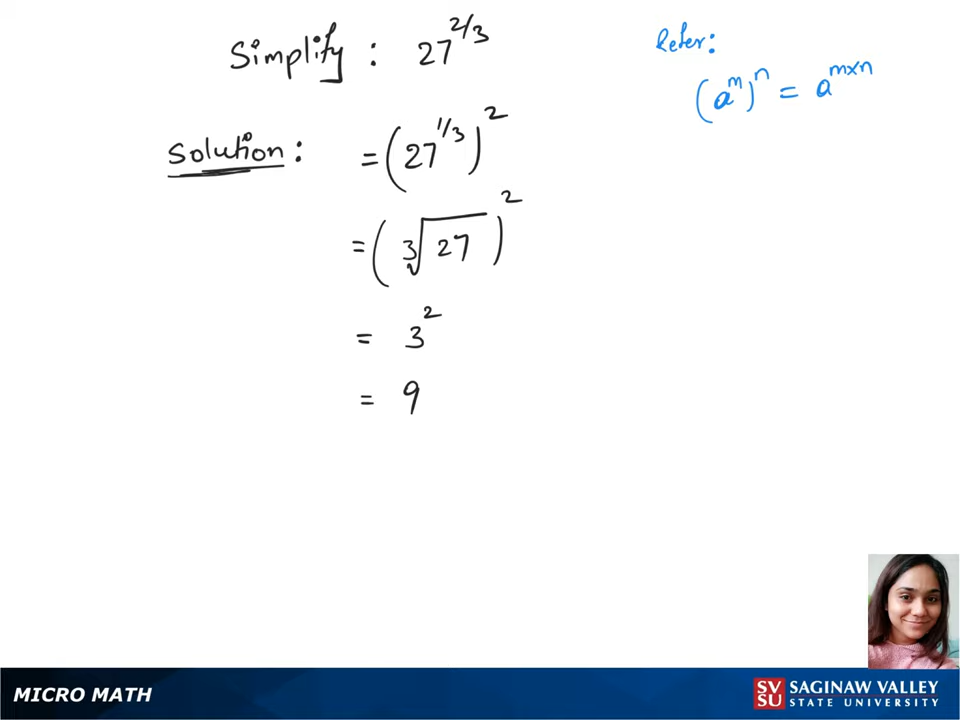 Simplify : 27^{2/3}
Refer:
(a^m)^n = a^{m×n}
Solution : = (27^{1/3})^2
= (∛27)^2
= 3^2
= 9
MICRO MATH
SV SU SAGINAW VALLEY STATE UNIVERSITY